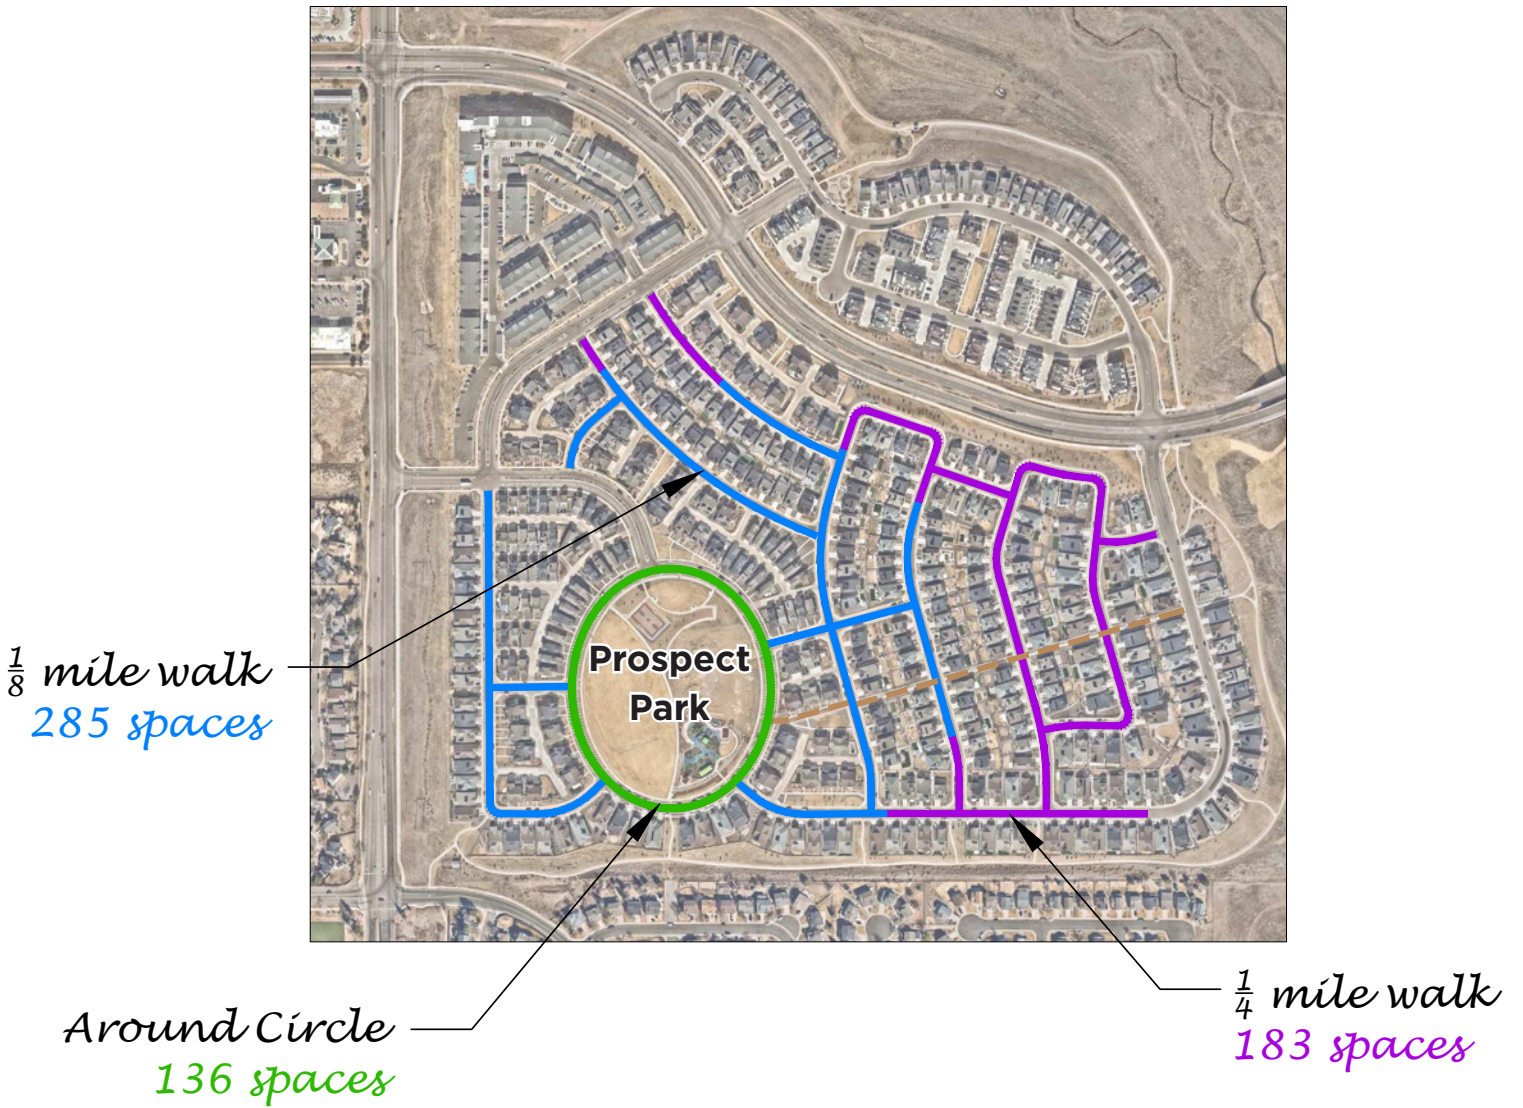 Prospect
Park
1/8 mile walk
285 spaces
Around Circle
136 spaces
1/4 mile walk
183 spaces